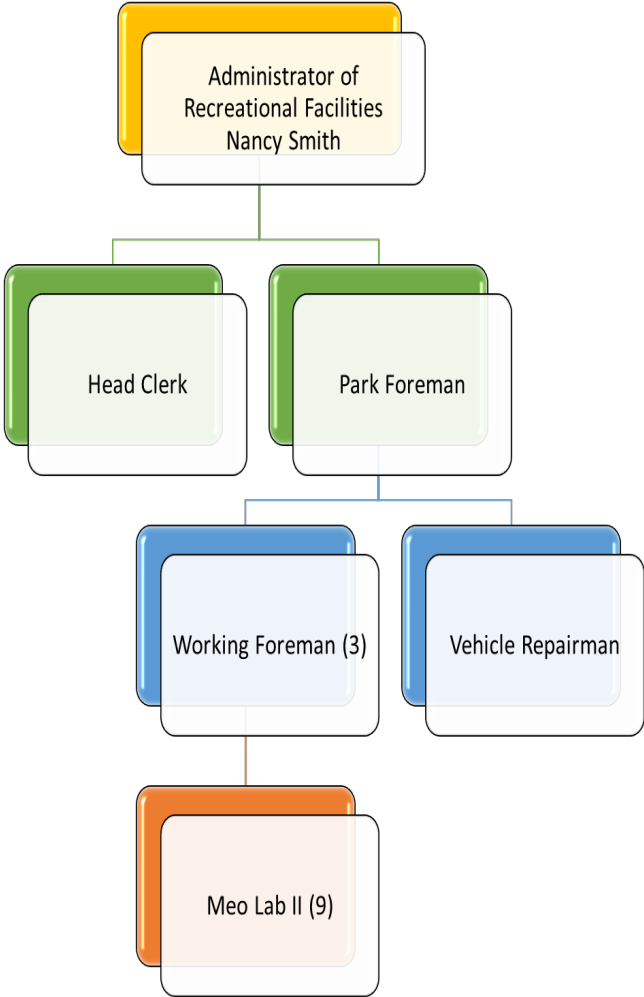 Administrator of
Recreational Facilities
Nancy Smith
Head Clerk
Park Foreman
Working Foreman (3)
Vehicle Repairman
Meo Lab II (9)